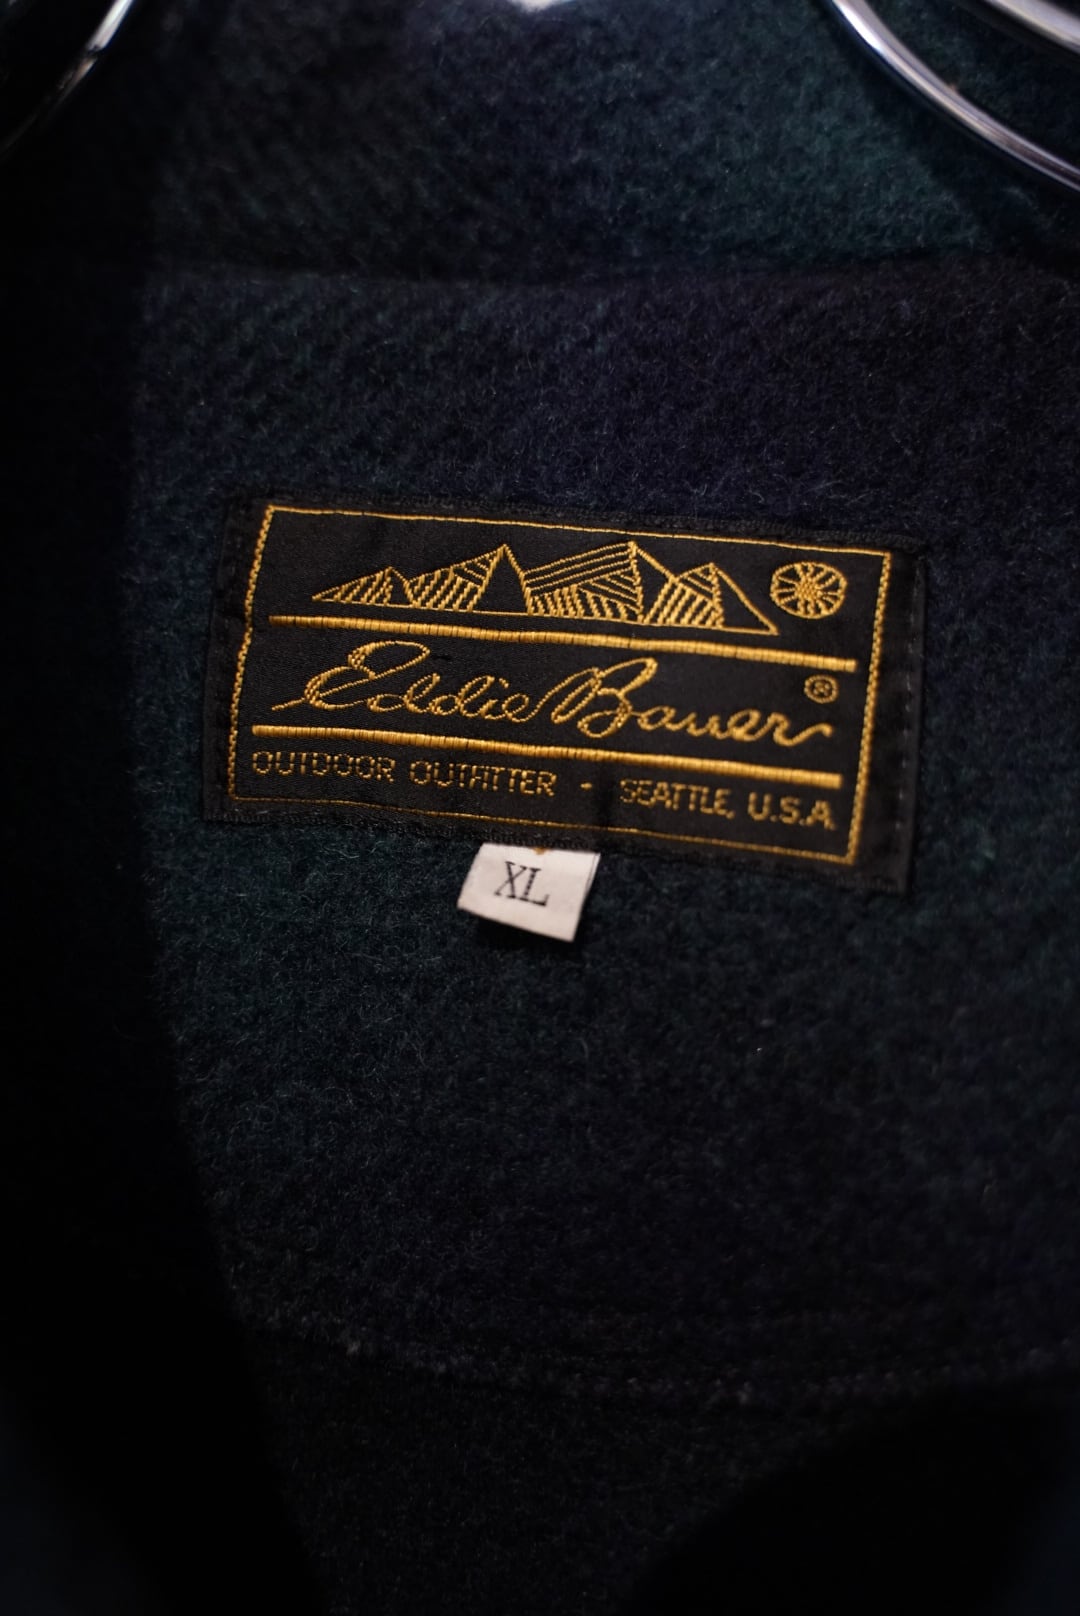 Eddie Bauer®
OUTDOOR OUTFITTER - SEATTLE, U.S.A.
XL